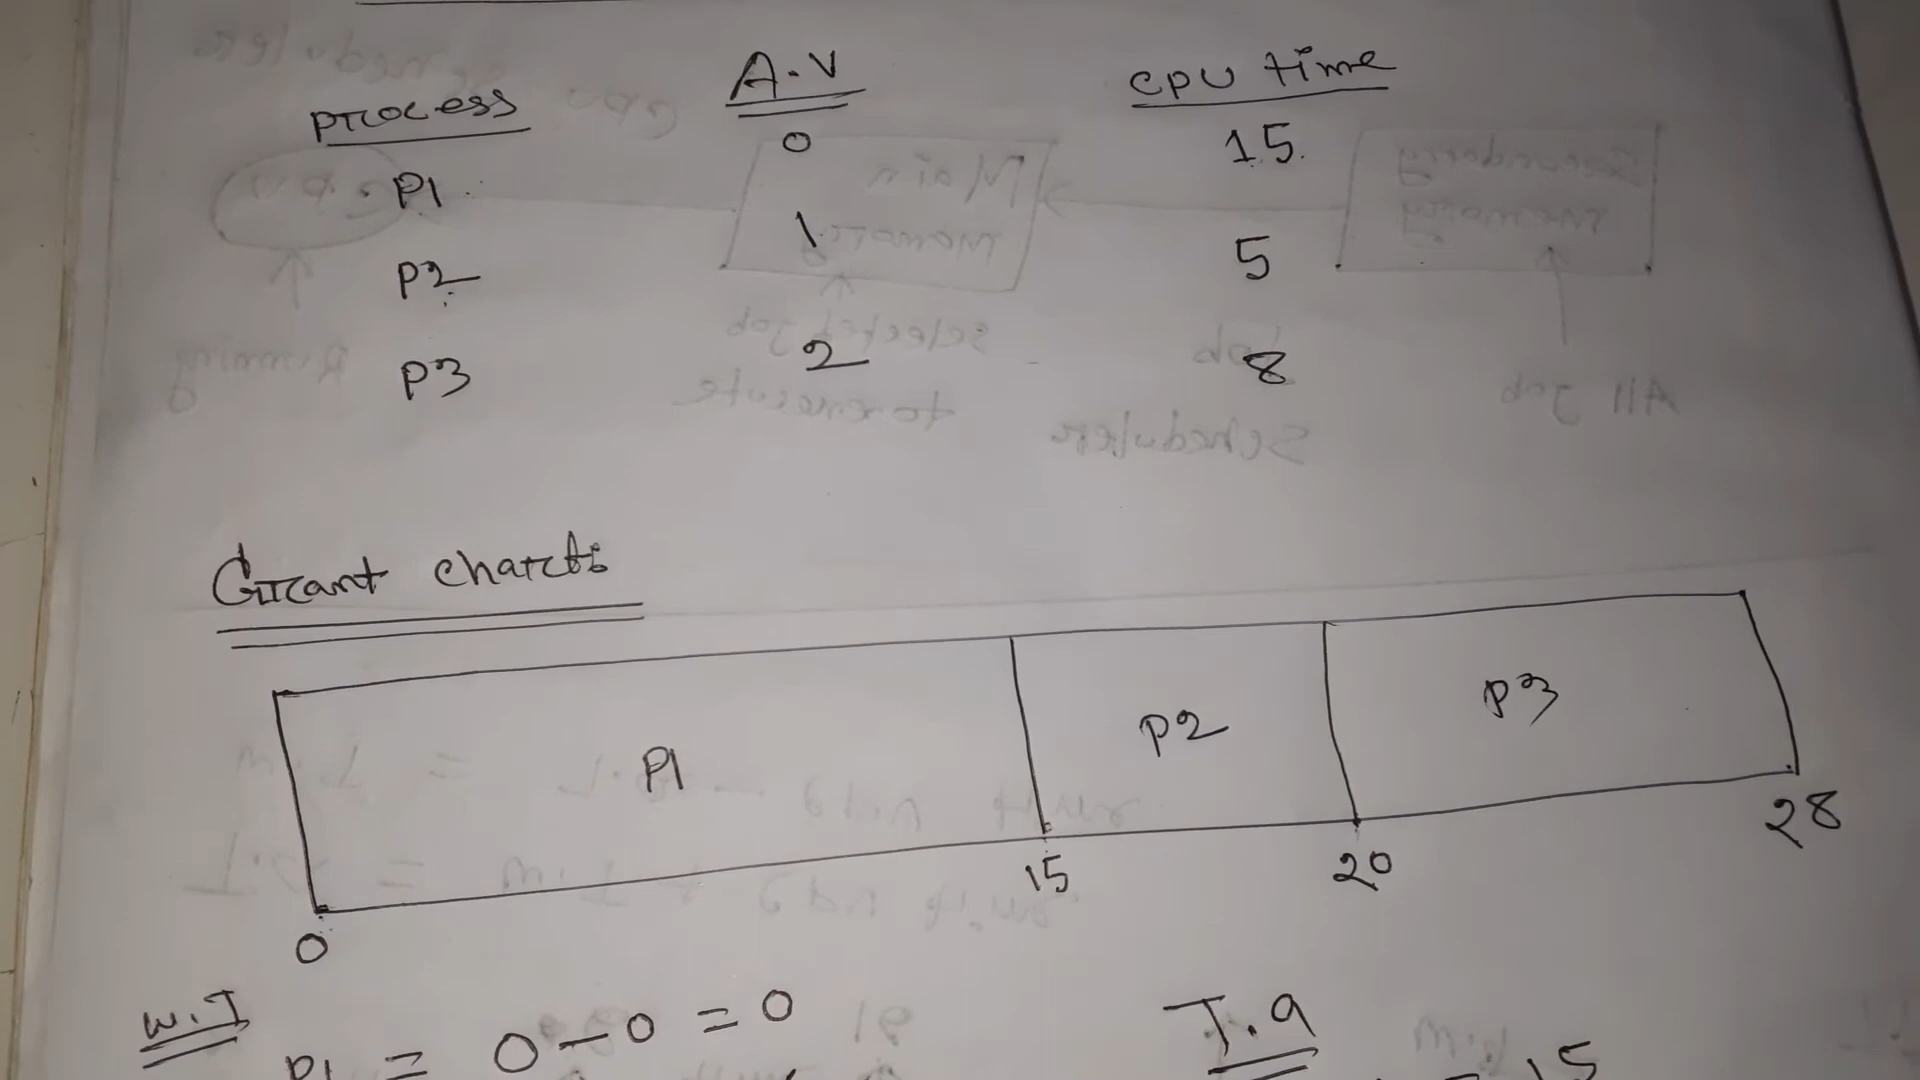 Process A.V CPU time
P1 0 15
P2 1 5
P3 2 8
Grant charts
P1 P2 P3
0 15 20 28
W.T T.a
P1 = 0 - 0 = 0 = 15